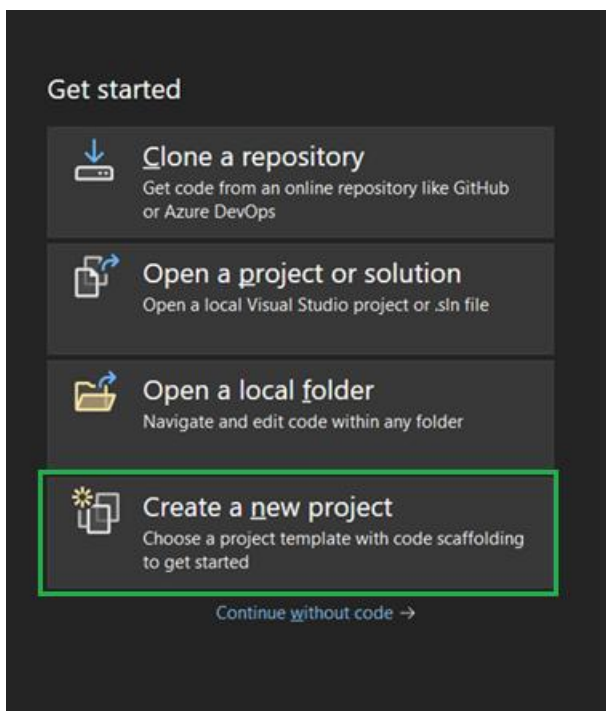 Get started
Clone a repository
Get code from an online repository like GitHub
or Azure DevOps
Open a project or solution
Open a local Visual Studio project or .sln file
Open a local folder
Navigate and edit code within any folder
Create a new project
Choose a project template with code scaffolding
to get started
Continue without code →